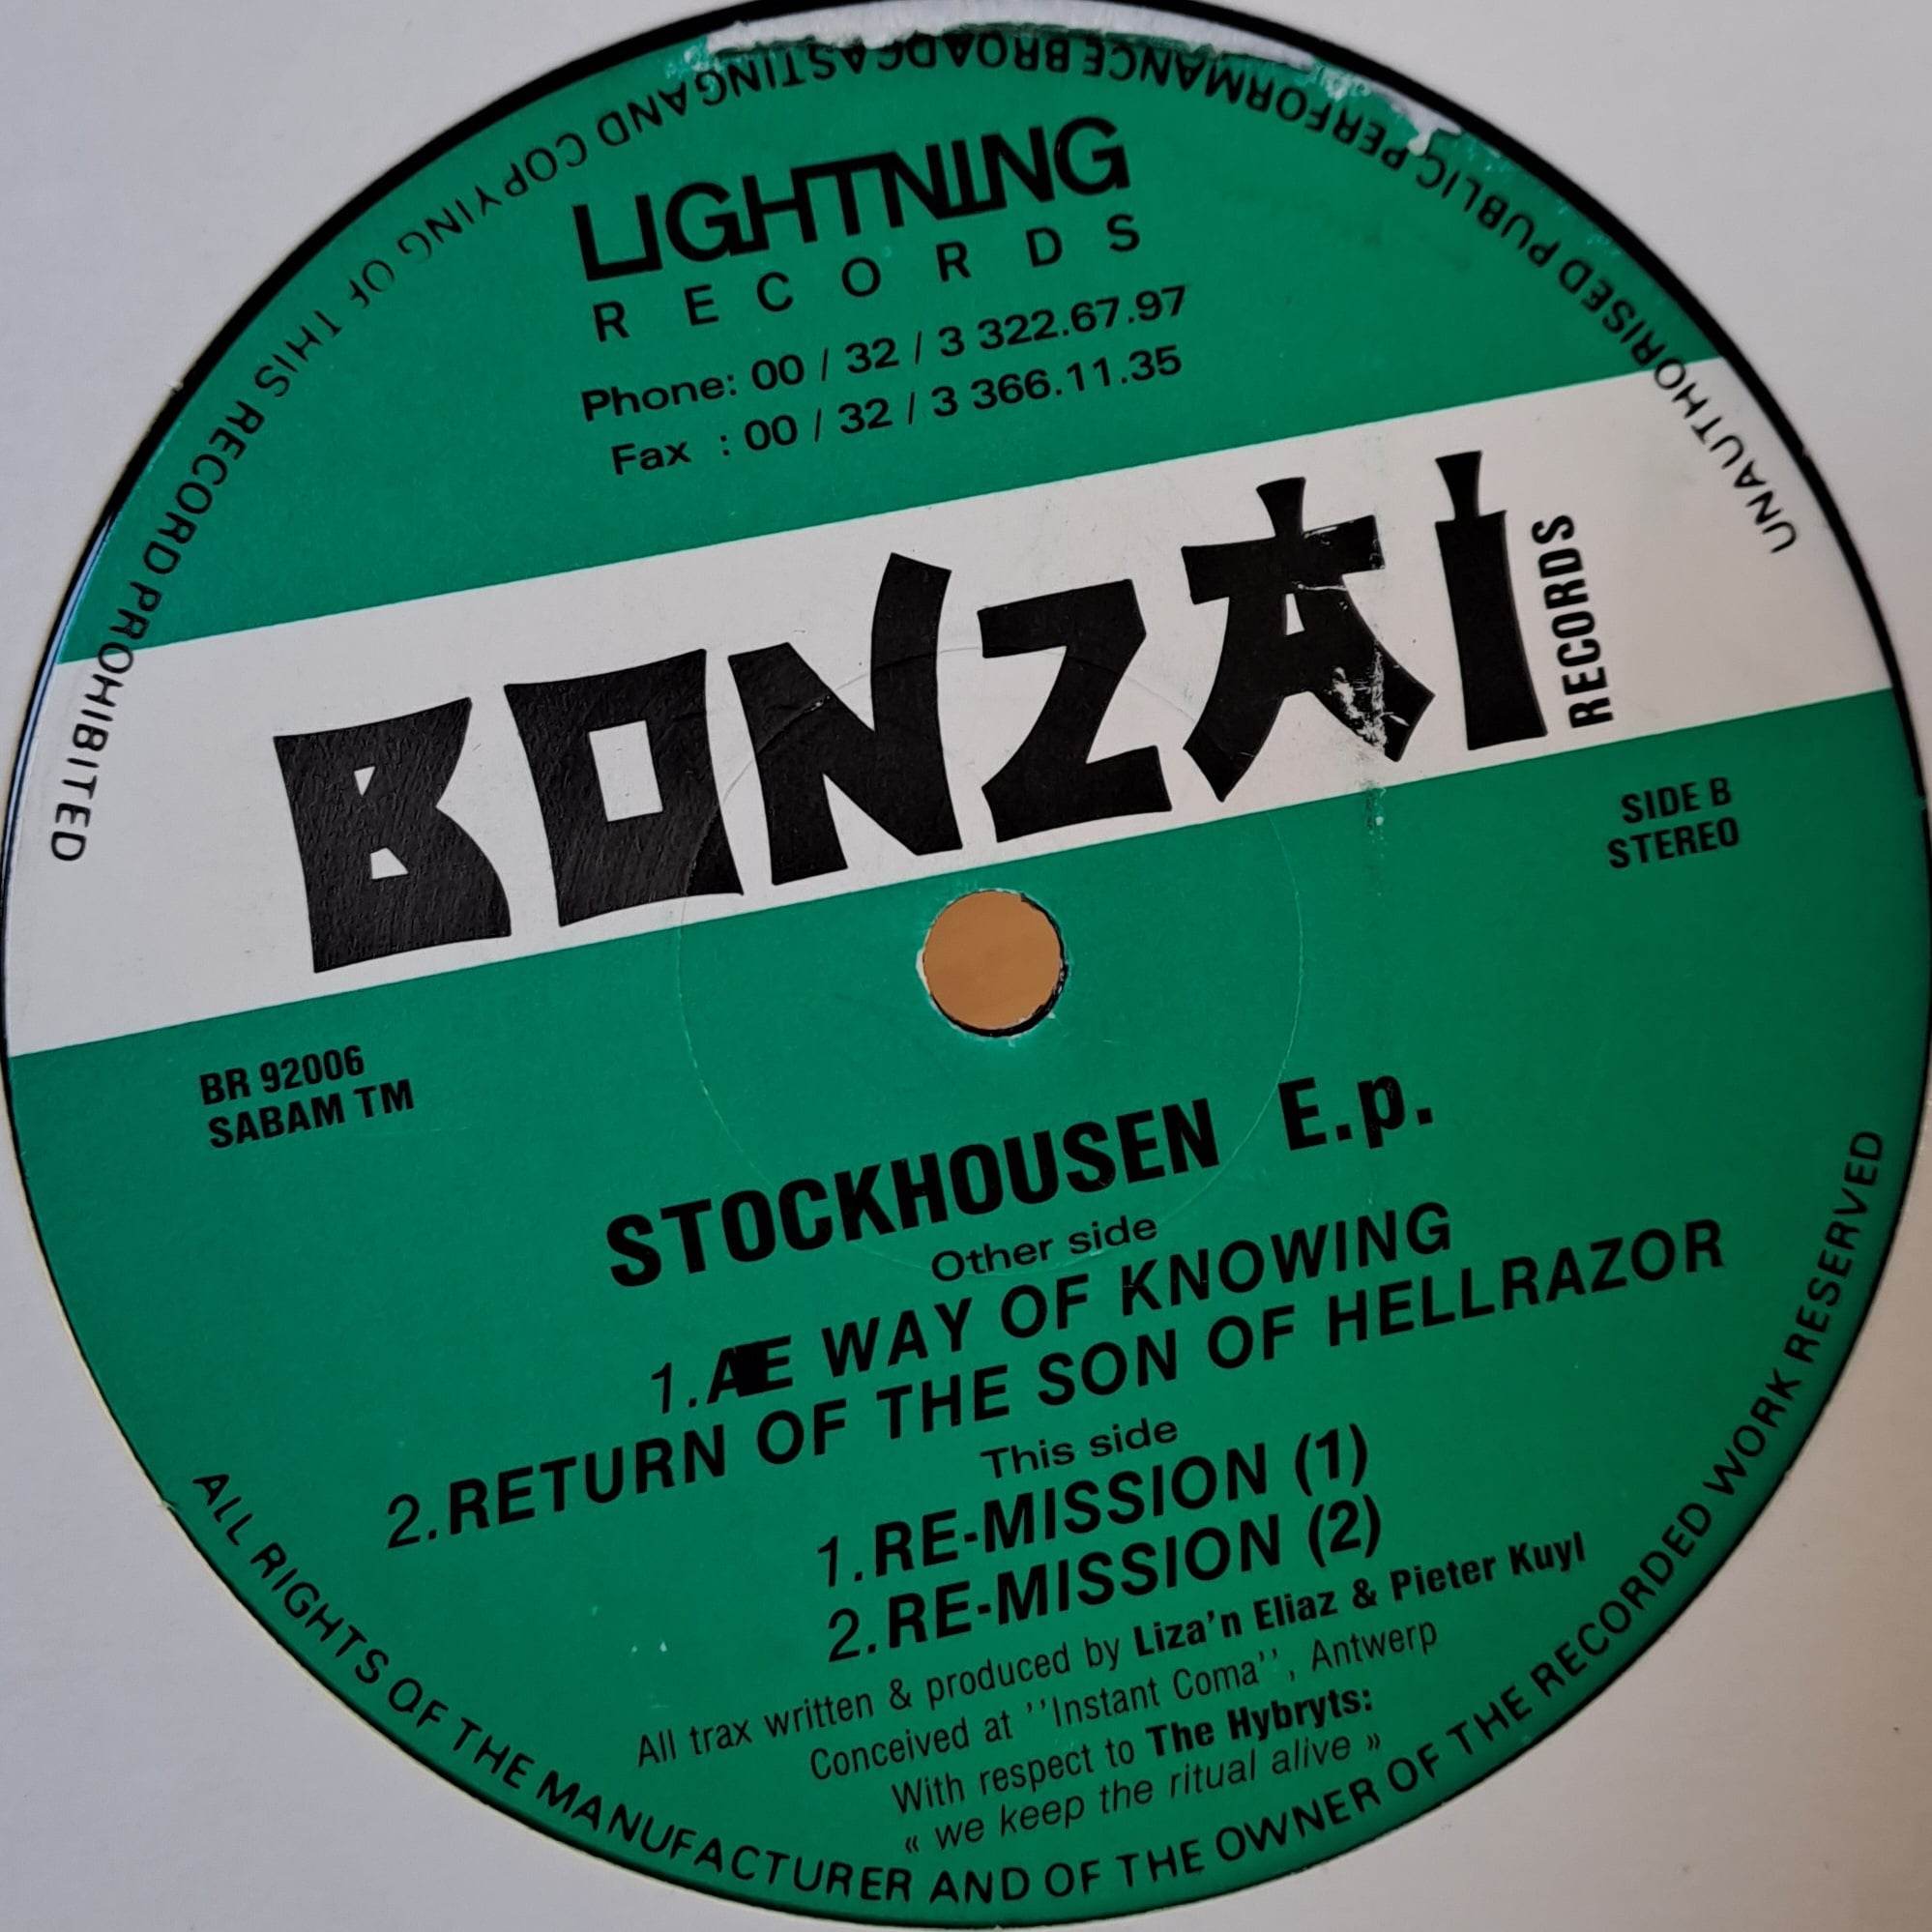 LIGHTNING
RECORDS
Phone: 00 / 32 / 3 322.67.97
Fax : 00 / 32 / 3 366.11.35
BONZAI
RECORDS
SIDE B
STEREO
BR 92006
SABAM TM
STOCKHOUSEN E.p.
Other side
1.AE WAY OF KNOWING
2.RETURN OF THE SON OF HELLRAZOR
This side
1.RE-MISSION (1)
2.RE-MISSION (2)
All trax written & produced by Liza'n Eliaz & Pieter Kuyl
Conceived at ''Instant Coma'', Antwerp
With respect to The Hybryts:
« we keep the ritual alive »
ALL RIGHTS OF THE MANUFACTURER AND OF THE OWNER OF THE RECORDED WORK RESERVED
UNAUTHORISED PUBLIC PERFORMANCE BROADCASTING AND COPYING OF THIS RECORD PROHIBITED